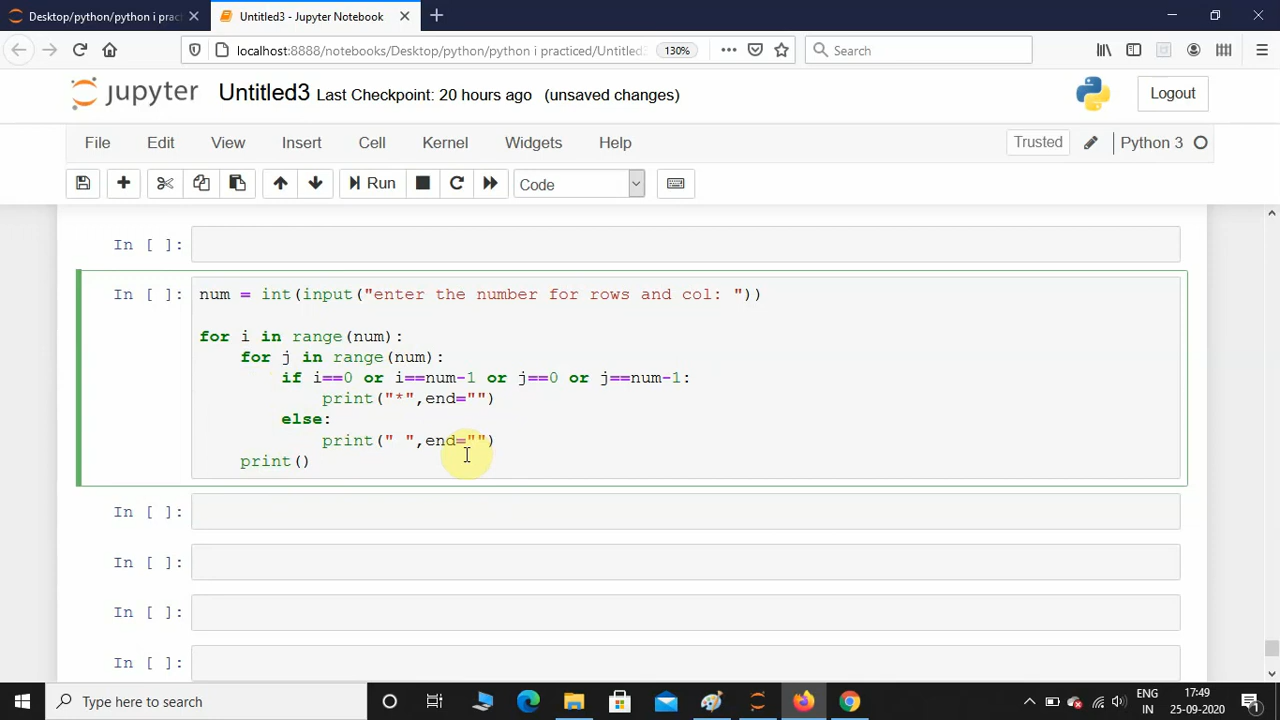 Desktop/python/python i practi
Untitled3 - Jupyter Notebook
localhost:8888/notebooks/Desktop/python/python i practiced/Untitled3
130%
Search
jupyter
Untitled3 Last Checkpoint: 20 hours ago (unsaved changes)
Logout
File Edit View Insert Cell Kernel Widgets Help
Trusted
Python 3
Run
Code
In [ ]:
In [ ]:
num = int(input("enter the number for rows and col: "))
for i in range(num):
    for j in range(num):
        if i==0 or i==num-1 or j==0 or j==num-1:
            print("*",end="")
        else:
            print(" ",end="")
    print()
In [ ]:
In [ ]:
In [ ]:
In [ ]:
Type here to search
ENG
IN
17:49
25-09-2020
1